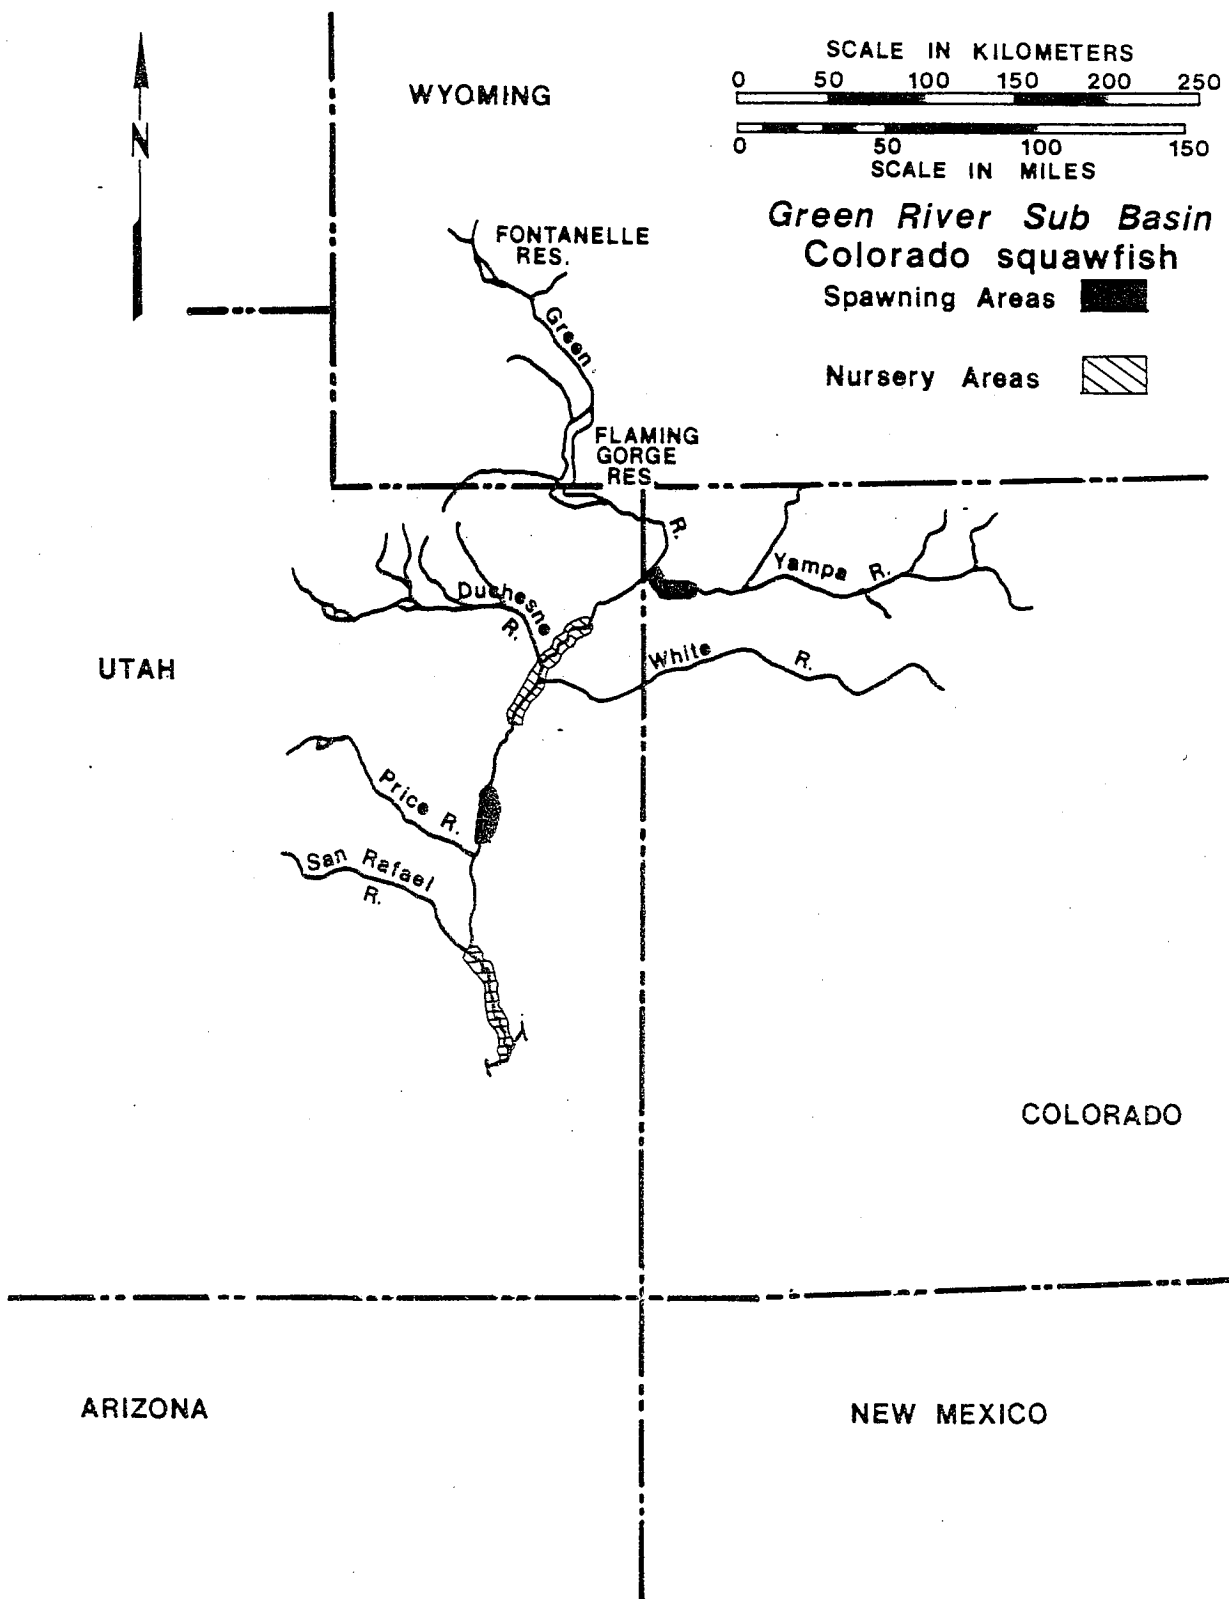 SCALE IN KILOMETERS
0 50 100 150 200 250
0 50 100 150
SCALE IN MILES
N
WYOMING
Green River Sub Basin
Colorado squawfish
Spawning Areas
Nursery Areas
FONTANELLE
RES.
Green
R.
FLAMING
GORGE
RES
Yampa R.
Duchesne
R.
White R.
UTAH
Price R.
San Rafael
R.
COLORADO
ARIZONA
NEW MEXICO